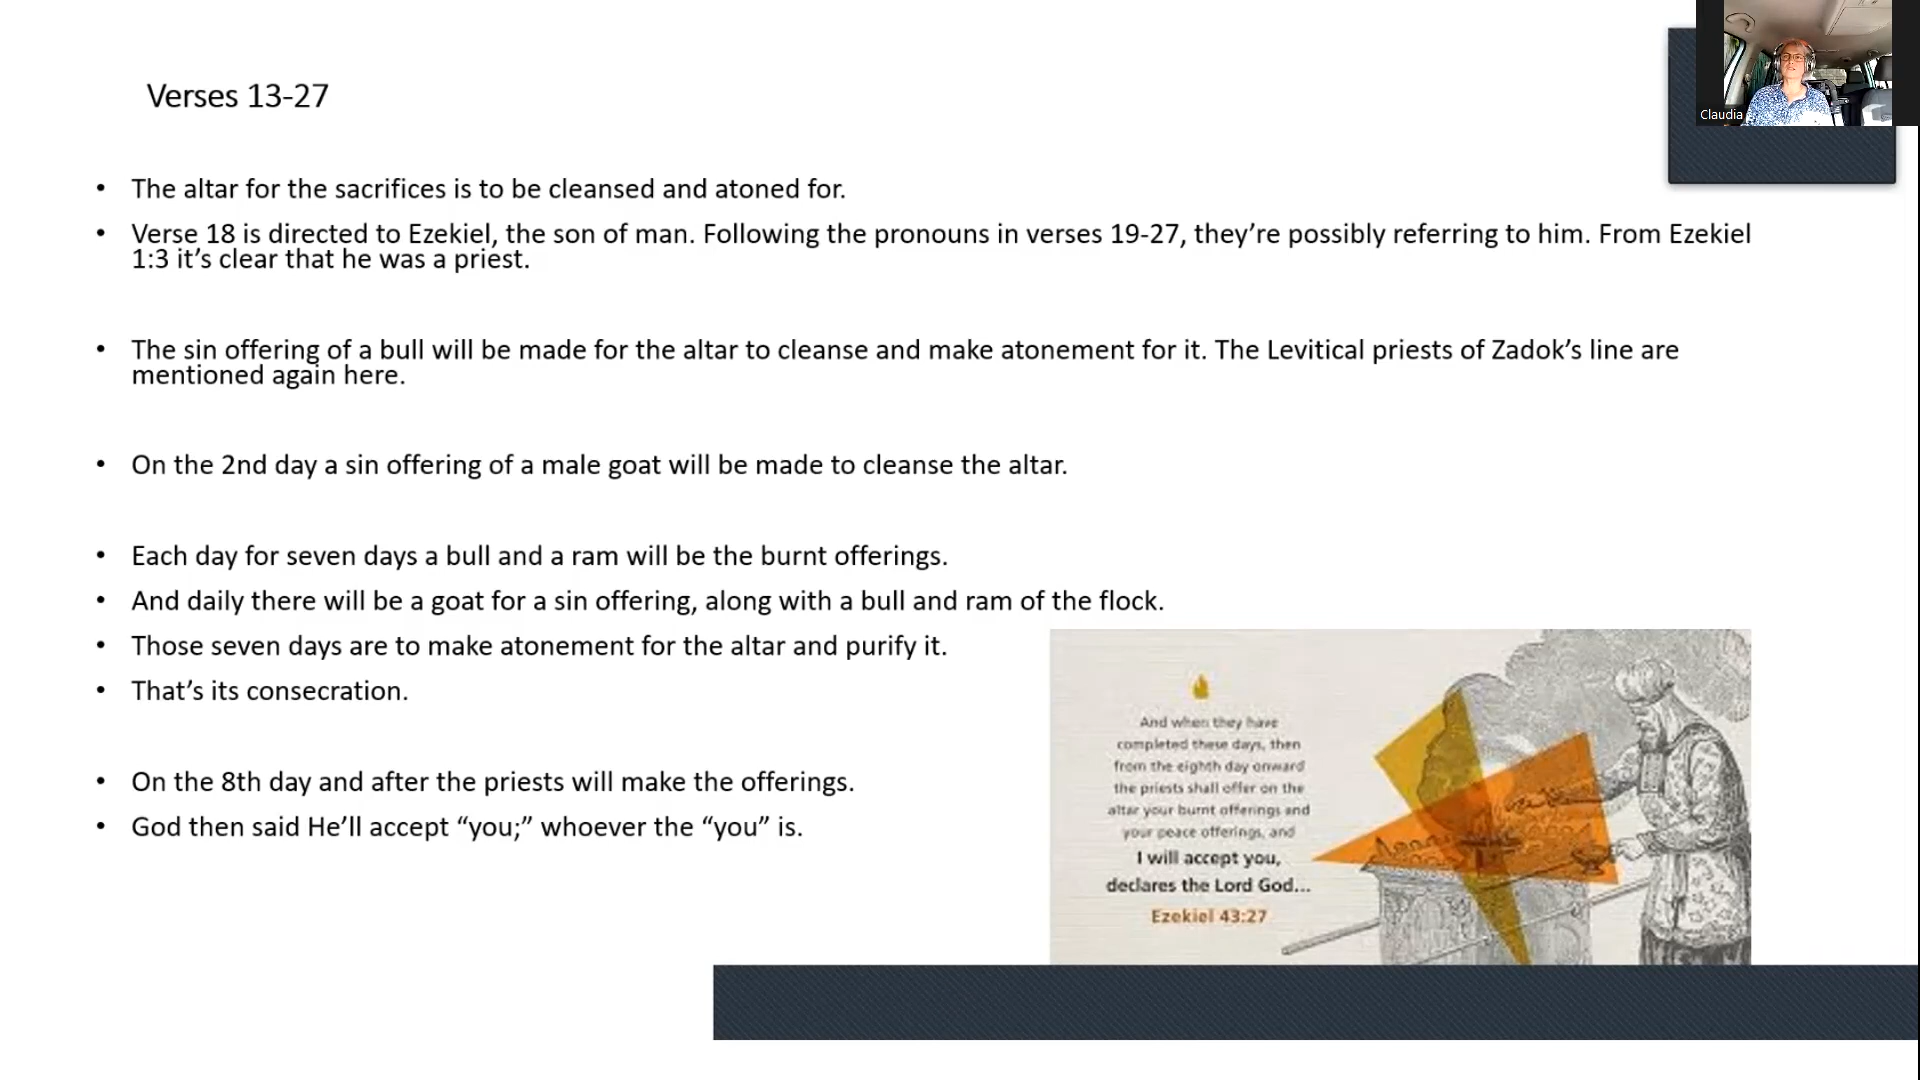 Verses 13-27
Claudia
• The altar for the sacrifices is to be cleansed and atoned for.
• Verse 18 is directed to Ezekiel, the son of man. Following the pronouns in verses 19-27, they’re possibly referring to him. From Ezekiel
1:3 it’s clear that he was a priest.
• The sin offering of a bull will be made for the altar to cleanse and make atonement for it. The Levitical priests of Zadok’s line are
mentioned again here.
• On the 2nd day a sin offering of a male goat will be made to cleanse the altar.
• Each day for seven days a bull and a ram will be the burnt offerings.
• And daily there will be a goat for a sin offering, along with a bull and ram of the flock.
• Those seven days are to make atonement for the altar and purify it.
• That’s its consecration.
• On the 8th day and after the priests will make the offerings.
• God then said He’ll accept “you;” whoever the “you” is.
And when they have
completed these days, then
from the eighth day onward
the priests shall offer on the
altar your burnt offerings and
your peace offerings, and
I will accept you,
declares the Lord God...
Ezekiel 43:27